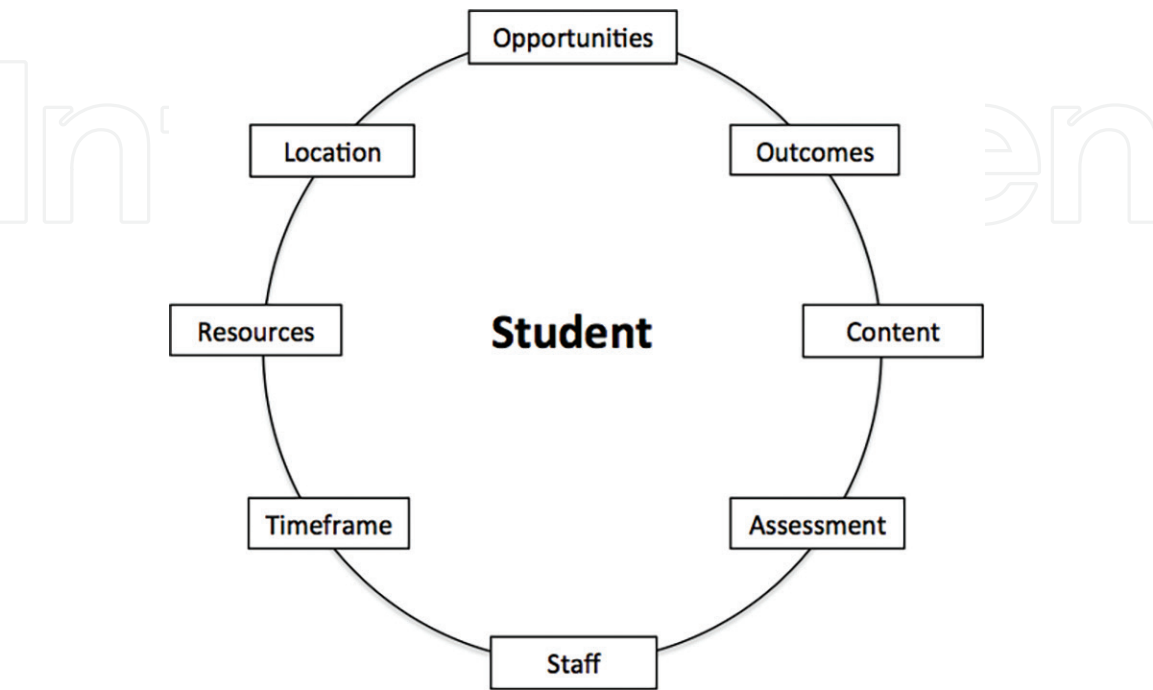 Opportunities
Location
Outcomes
Resources
Student
Content
Timeframe
Assessment
Staff